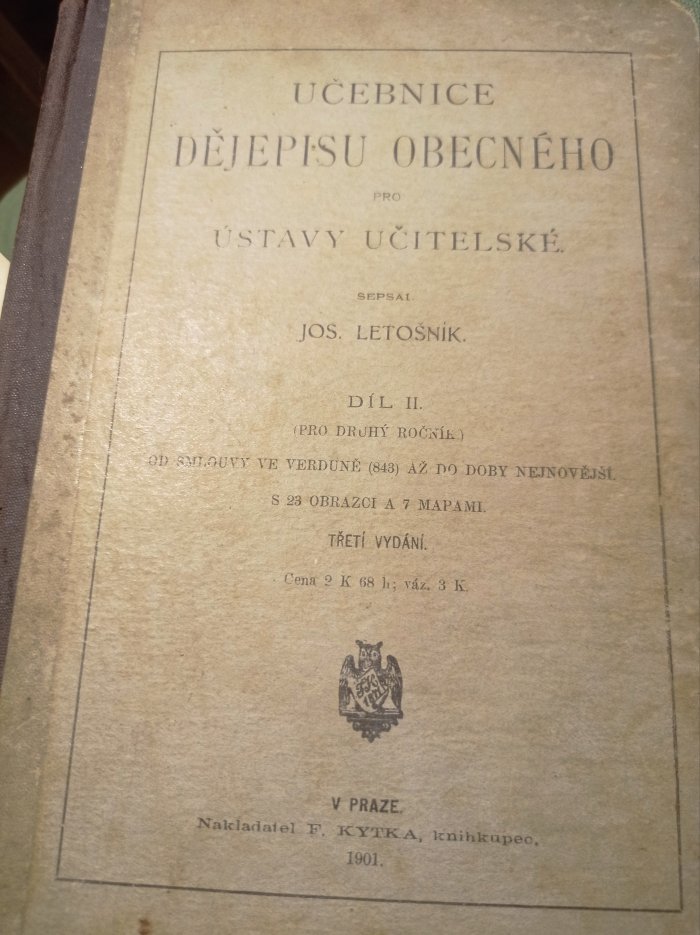 UČEBNICE
DĚJEPISU OBECNÉHO
PRO
ÚSTAVY UČITELSKÉ.
SEPSAL
JOS. LETOŠNÍK.
DÍL II.
(PRO DRUHÝ ROČNÍK.)
OD SMLOUVY VE VERDUNĚ (843) AŽ DO DOBY NEJNOVĚJŠÍ.
S 23 OBRAZCI A 7 MAPAMI.
TŘETÍ VYDÁNÍ.
Cena 2 K 68 h; váz. 3 K.
V PRAZE.
Nakladatel F. KYTKA, knihkupec,
1901.